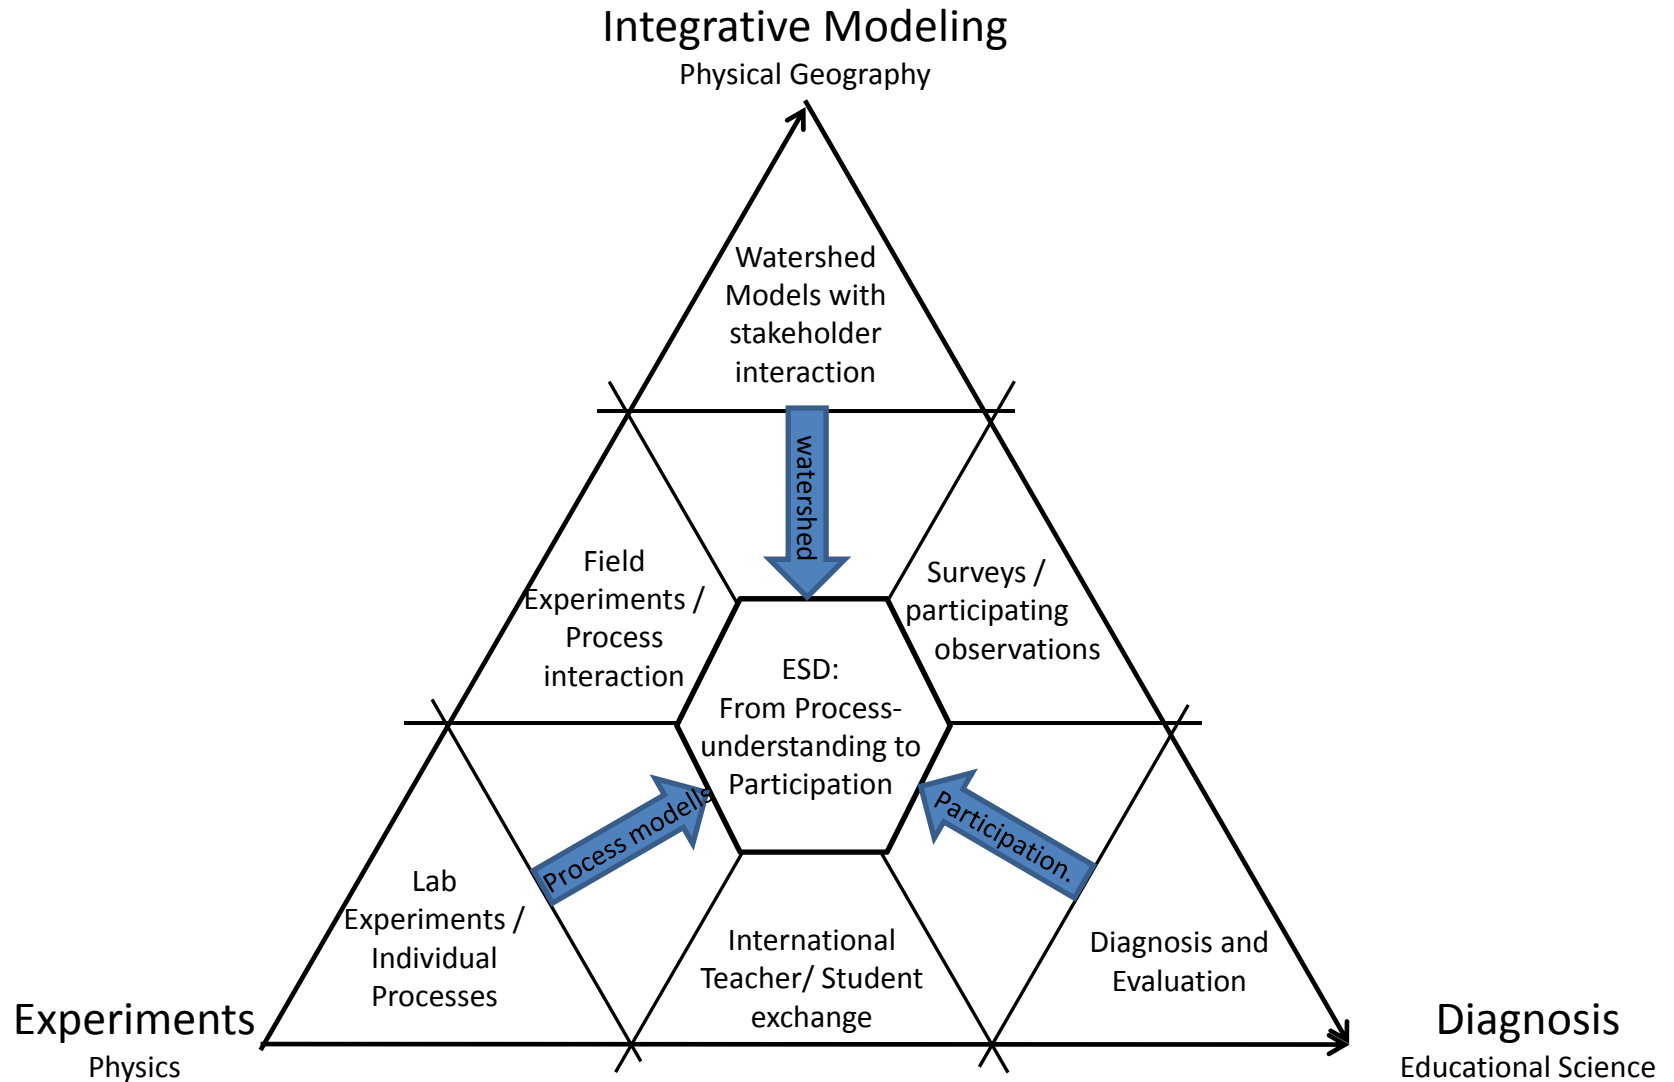 Integrative Modeling
Physical Geography
Watershed
Models with
stakeholder
interaction
watershed
Field
Experiments /
Process
interaction
Surveys /
participating
observations
ESD:
From Process-
understanding to
Participation
Process modells
Participation.
Lab
Experiments /
Individual
Processes
International
Teacher/ Student
exchange
Diagnosis and
Evaluation
Experiments
Physics
Diagnosis
Educational Science